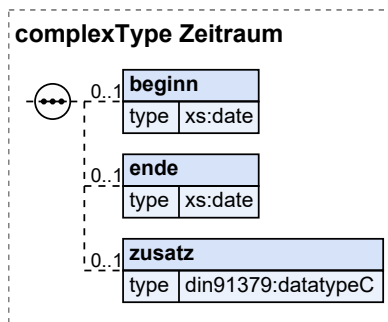 complexType Zeitraum
0..1 beginn
type xs:date
0..1 ende
type xs:date
0..1 zusatz
type din91379:datatypeC